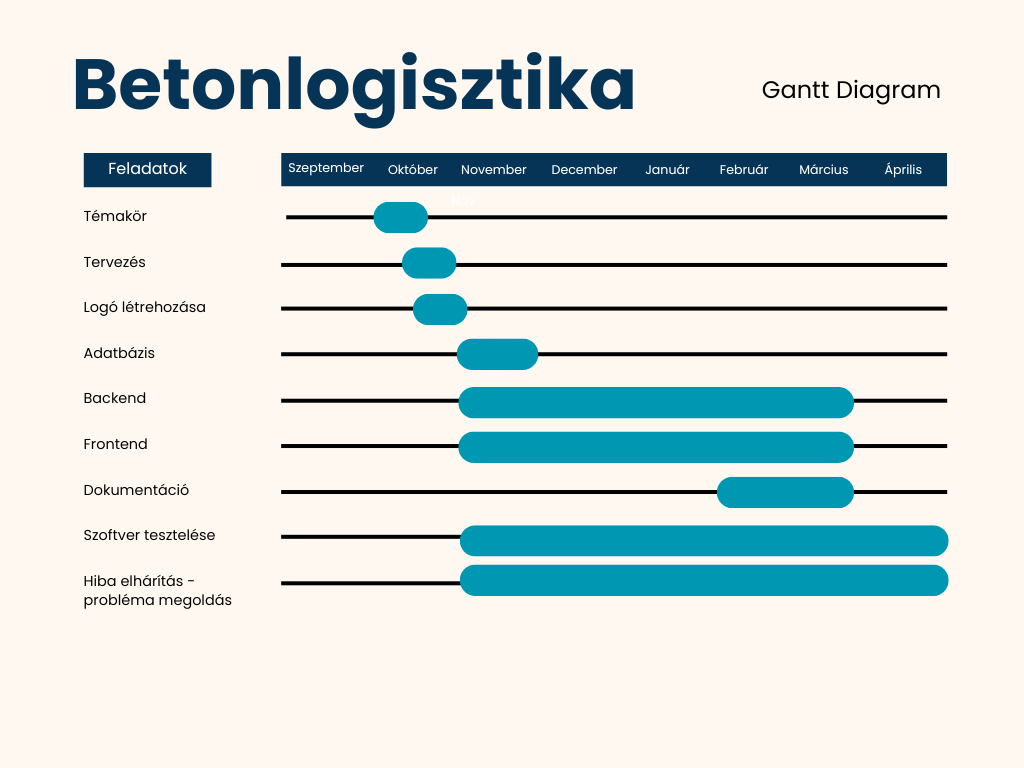 Betonlogisztika
Gantt Diagram
Feladatok
Szeptember Október November December Január Február Március Április
Témakör
Tervezés
Logó létrehozása
Adatbázis
Backend
Frontend
Dokumentáció
Szoftver tesztelése
Hiba elhárítás -
probléma megoldás